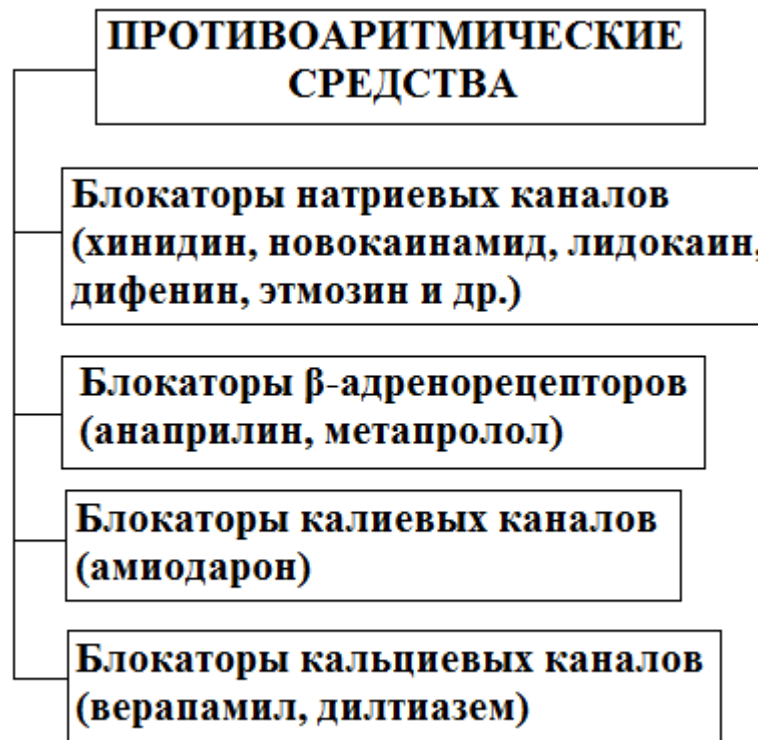 ПРОТИВОАРИТМИЧЕСКИЕ
СРЕДСТВА
Блокаторы натриевых каналов
(хинидин, новокаинамид, лидокаин,
дифенин, этмозин и др.)
Блокаторы β-адренорецепторов
(анаприлин, метапролол)
Блокаторы калиевых каналов
(амиодарон)
Блокаторы кальциевых каналов
(верапамил, дилтиазем)